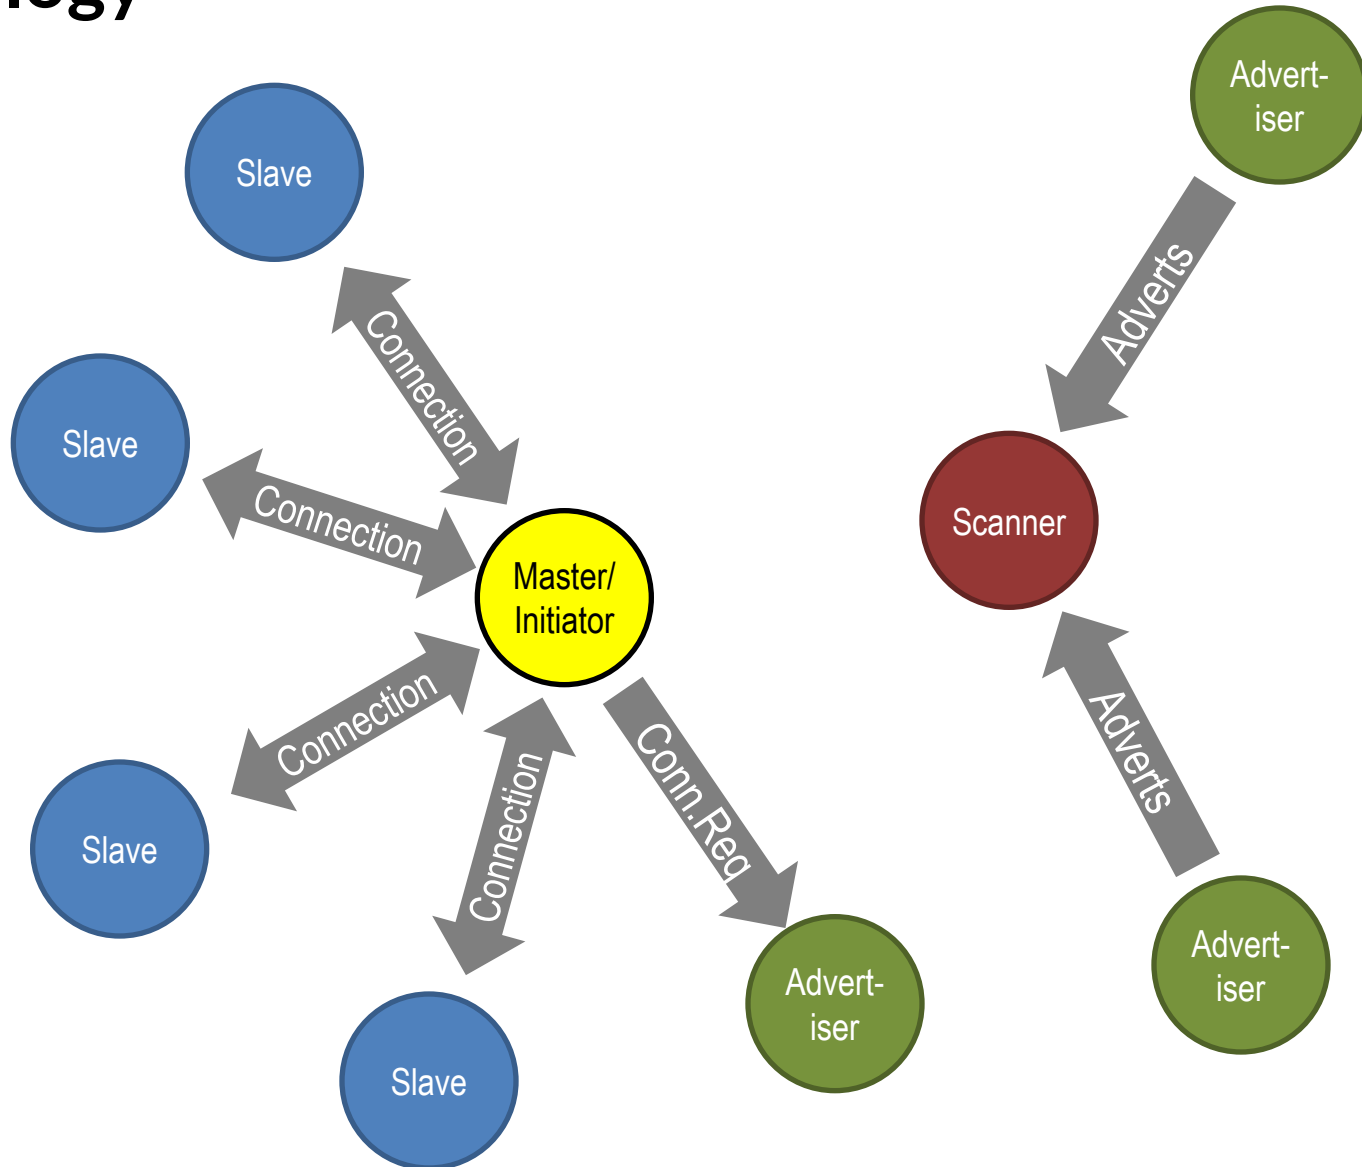 Advert-
iser
Slave
Adverts
Connection
Slave
Connection
Scanner
Master/
Initiator
Connection
Adverts
Conn.Req
Connection
Slave
Advert-
iser
Advert-
iser
Slave